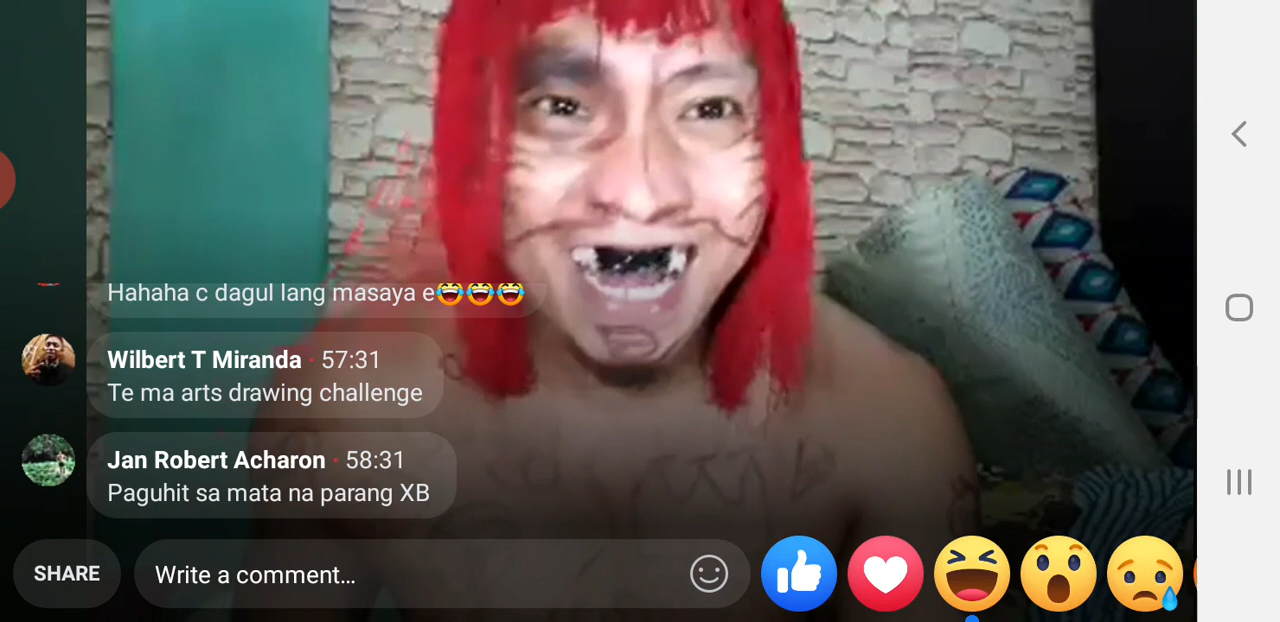 Hahaha c dagul lang masaya e😂😂😂
Wilbert T Miranda · 57:31
Te ma arts drawing challenge
Jan Robert Acharon · 58:31
Paguhit sa mata na parang XB
SHARE
Write a comment...